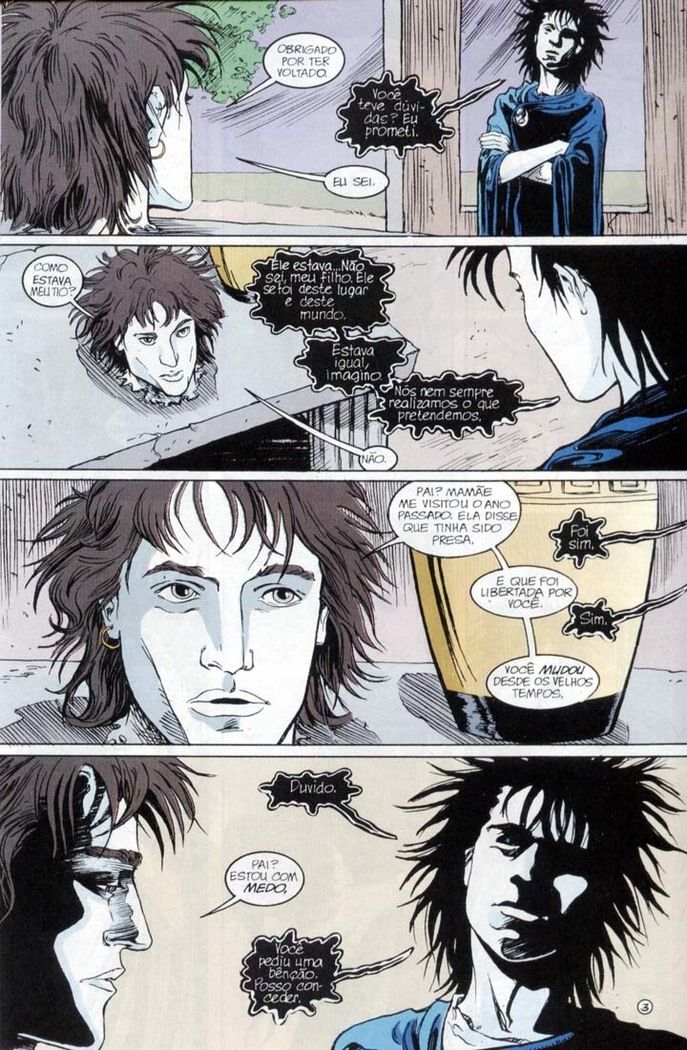 OBRIGADO
POR TER
VOLTADO.
Você
teve dúvi-
das? Eu
prometi.
EU SEI.
COMO
ESTAVA
MEU TIO?
Ele estava...Não
sei, meu filho. Ele
se foi deste lugar
e deste
mundo.
Estava
igual,
imagino.
Nós nem sempre
realizamos o que
pretendemos.
NÃO.
PAI? MAMÃE
ME VISITOU O ANO
PASSADO. ELA DISSE
QUE TINHA SIDO
PRESA.
Foi
sim.
E QUE FOI
LIBERTADA POR
VOCÊ.
Sim.
VOCÊ MUDOU
DESDE OS VELHOS
TEMPOS.
Duvido.
PAI?
ESTOU COM
MEDO.
Você
pediu uma
bênção.
Posso con-
ceder.
3